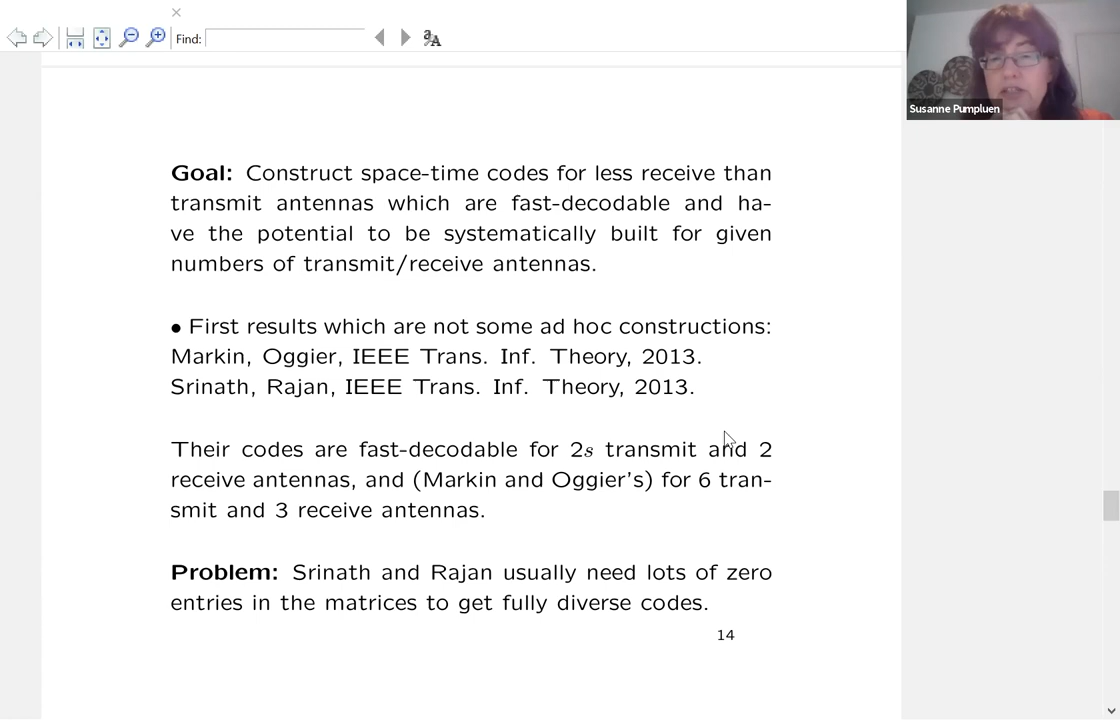 Find:
Susanne Pumpluen
Goal: Construct space-time codes for less receive than
transmit antennas which are fast-decodable and ha-
ve the potential to be systematically built for given
numbers of transmit/receive antennas.
• First results which are not some ad hoc constructions:
Markin, Oggier, IEEE Trans. Inf. Theory, 2013.
Srinath, Rajan, IEEE Trans. Inf. Theory, 2013.
Their codes are fast-decodable for 2s transmit and 2
receive antennas, and (Markin and Oggier's) for 6 tran-
smit and 3 receive antennas.
Problem: Srinath and Rajan usually need lots of zero
entries in the matrices to get fully diverse codes.
14